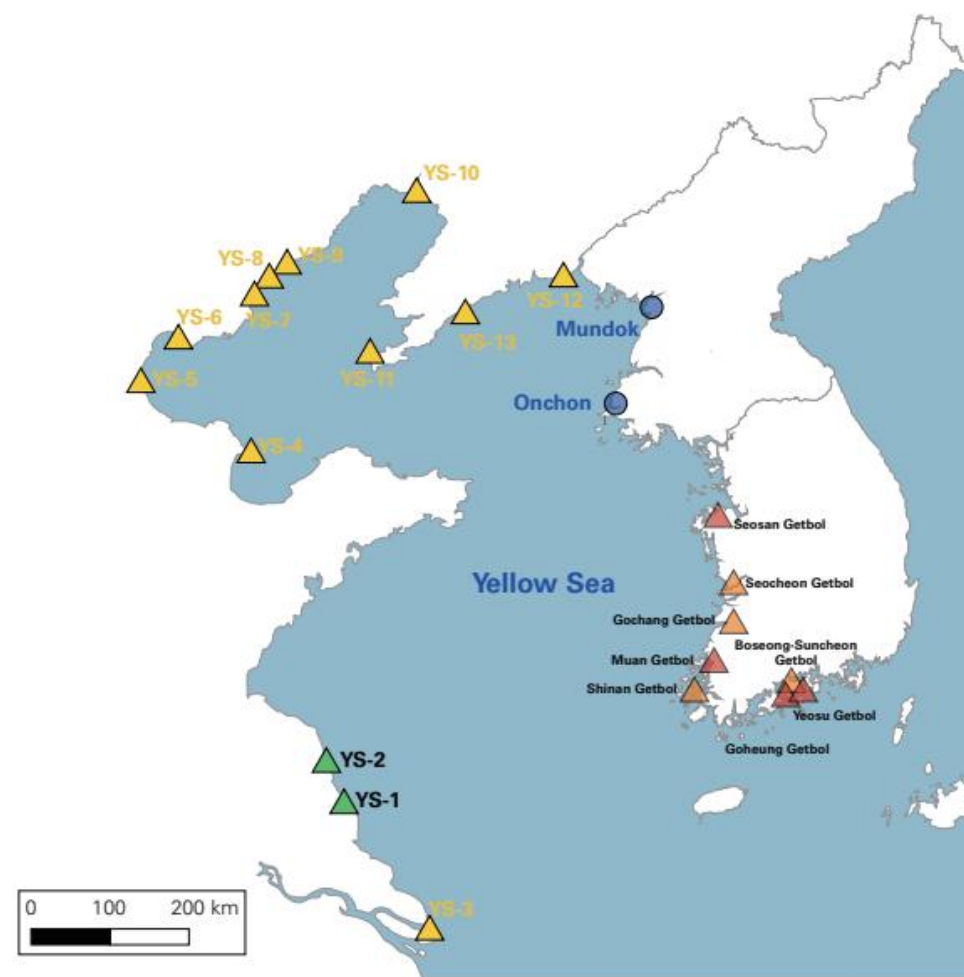 YS-10
YS-8
YS-9
YS-7
YS-12
YS-6
Mundok
YS-13
YS-11
YS-5
Onchon
YS-4
Seosan Getbol
Yellow Sea
Seocheon Getbol
Gochang Getbol
Boseong-Suncheon
Getbol
Muan Getbol
Shinan Getbol
Yeosu Getbol
Goheung Getbol
YS-2
YS-1
YS-3
0 100 200 km